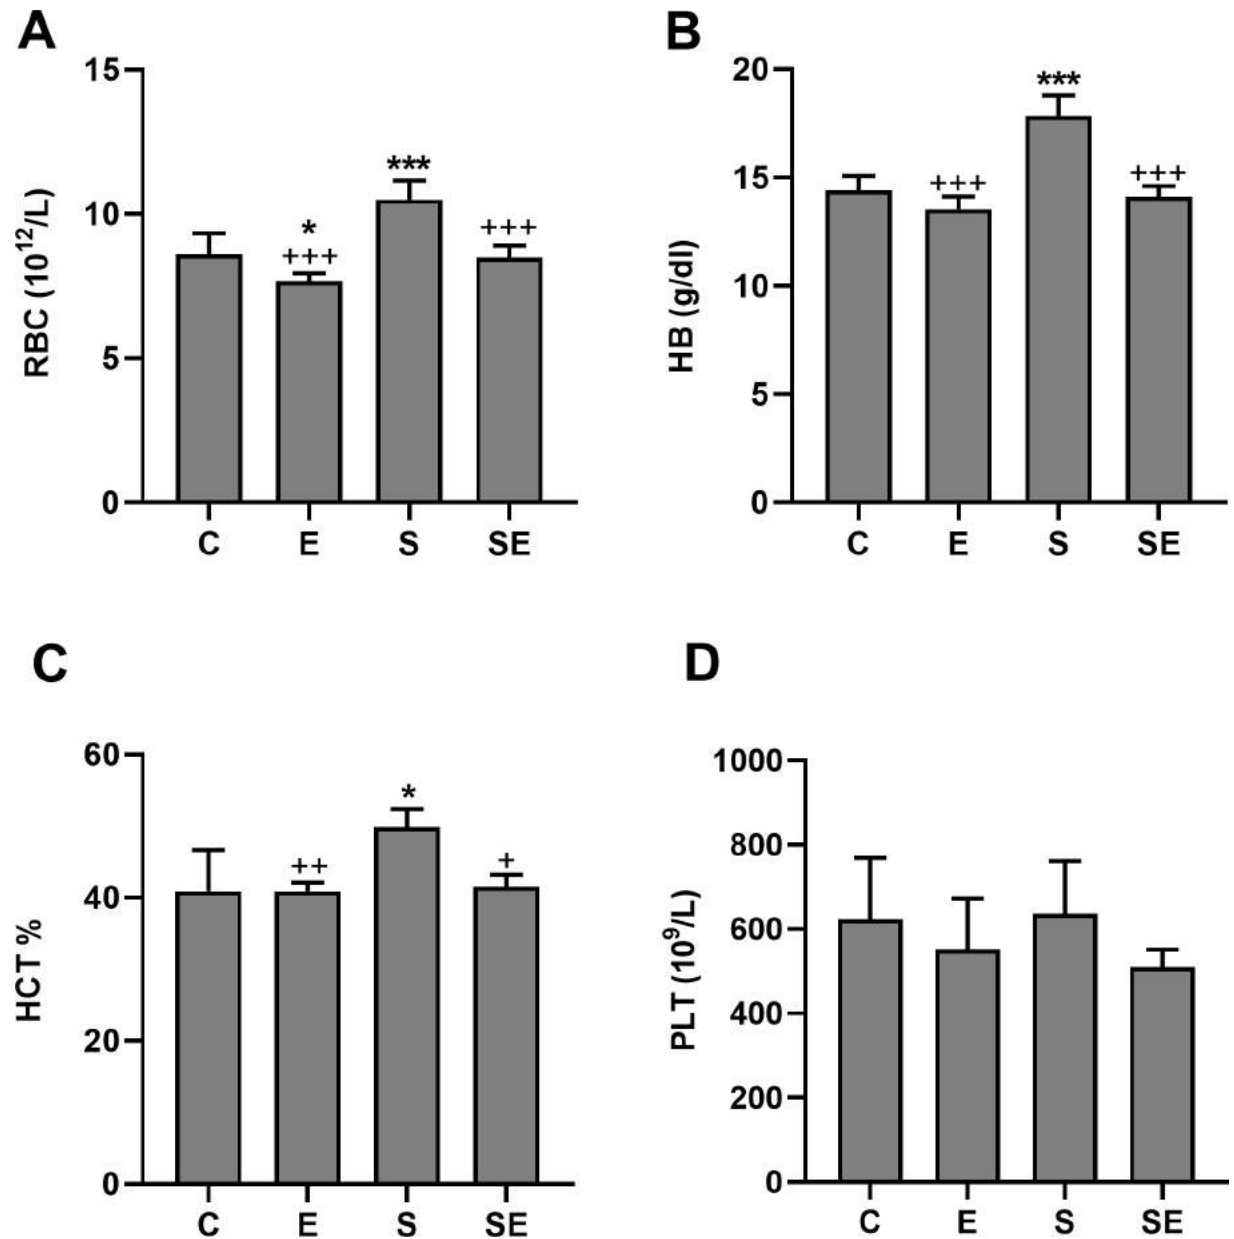 A
RBC (10¹²/L)
15
10
5
0
*
+++
***
+++
C E S SE
B
HB (g/dl)
20
15
10
5
0
+++
***
+++
C E S SE
C
HCT %
60
40
20
0
++
*
+
C E S SE
D
PLT (10⁹/L)
1000
800
600
400
200
0
C E S SE